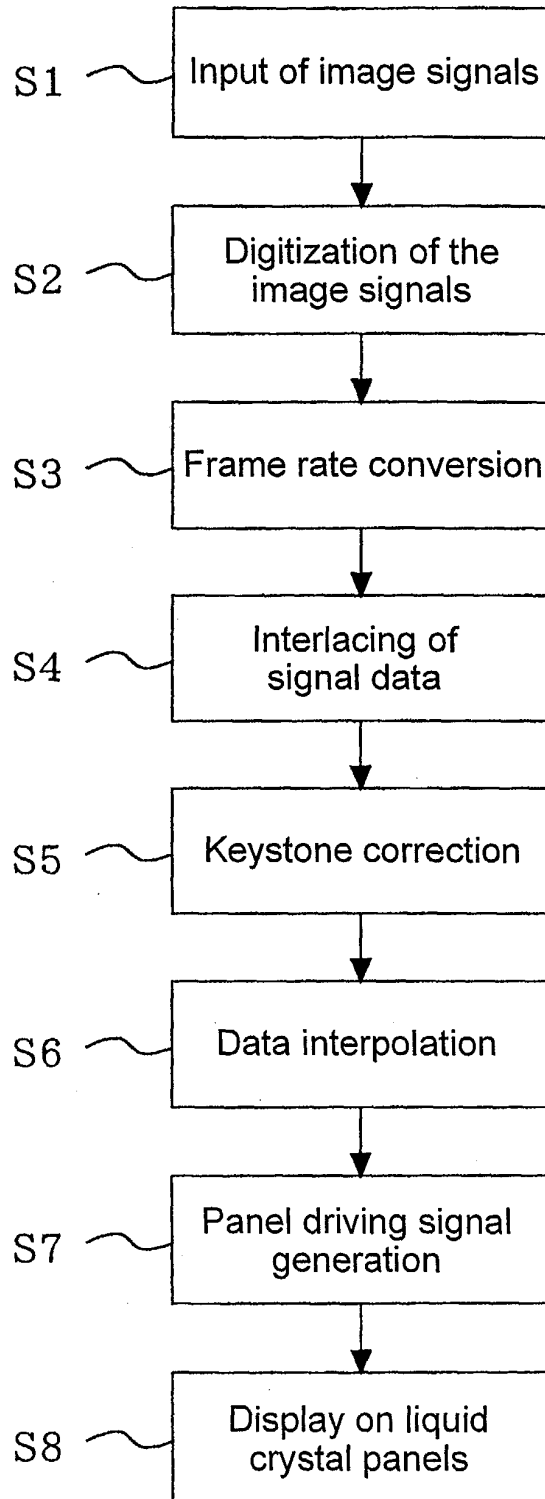 S1
Input of image signals
S2
Digitization of the
image signals
S3
Frame rate conversion
S4
Interlacing of
signal data
S5
Keystone correction
S6
Data interpolation
S7
Panel driving signal
generation
S8
Display on liquid
crystal panels